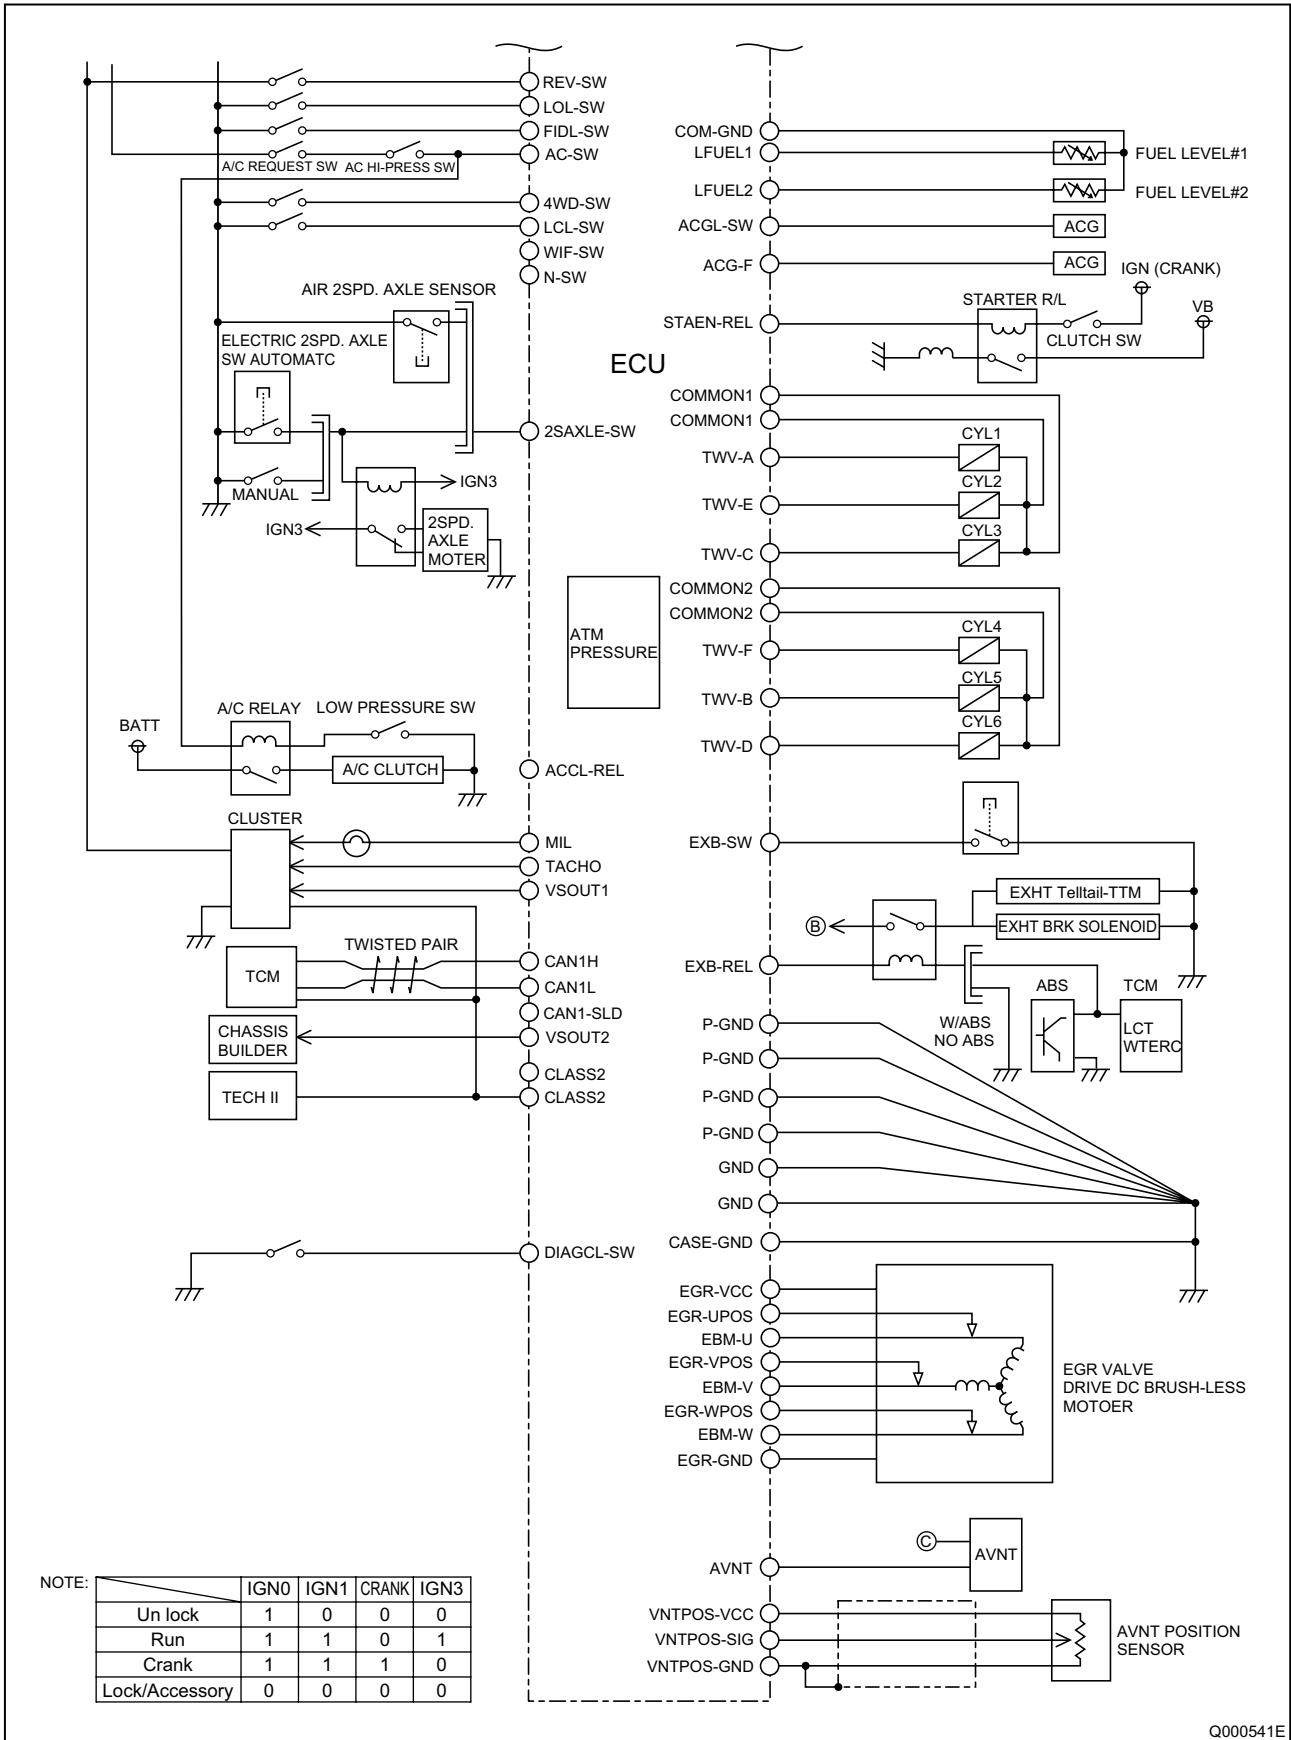 REV-SW
LOL-SW
FIDL-SW
A/C REQUEST SW
AC HI-PRESS SW
AC-SW
4WD-SW
LCL-SW
WIF-SW
N-SW
AIR 2SPD. AXLE SENSOR
ELECTRIC 2SPD. AXLE
SW AUTOMATC
2SAXLE-SW
MANUAL
IGN3
IGN3
2SPD.
AXLE
MOTER
ECU
ATM
PRESSURE
A/C RELAY
LOW PRESSURE SW
BATT
A/C CLUTCH
ACCL-REL
CLUSTER
MIL
TACHO
VSOUT1
TWISTED PAIR
TCM
CAN1H
CAN1L
CAN1-SLD
CHASSIS
BUILDER
VSOUT2
CLASS2
TECH II
CLASS2
DIAGCL-SW
COM-GND
LFUEL1
FUEL LEVEL#1
LFUEL2
FUEL LEVEL#2
ACGL-SW
ACG
ACG-F
ACG
IGN (CRANK)
STARTER R/L
VB
STAEN-REL
CLUTCH SW
COMMON1
COMMON1
CYL1
TWV-A
CYL2
TWV-E
CYL3
TWV-C
COMMON2
COMMON2
CYL4
TWV-F
CYL5
TWV-B
CYL6
TWV-D
EXB-SW
EXHT Telltail-TTM
B
EXHT BRK SOLENOID
EXB-REL
W/ABS
NO ABS
ABS
TCM
LCT
WTERC
P-GND
P-GND
P-GND
P-GND
GND
GND
CASE-GND
EGR-VCC
EGR-UPOS
EBM-U
EGR-VPOS
EBM-V
EGR-WPOS
EBM-W
EGR-GND
EGR VALVE
DRIVE DC BRUSH-LESS
MOTOER
C
AVNT
AVNT
VNTPOS-VCC
VNTPOS-SIG
VNTPOS-GND
AVNT POSITION
SENSOR
NOTE:
IGN0 IGN1 CRANK IGN3
Un lock 1 0 0 0
Run 1 1 0 1
Crank 1 1 1 0
Lock/Accessory 0 0 0 0
Q000541E